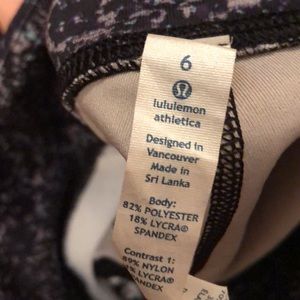 6
lululemon
athletica
Designed in
Vancouver
Made in
Sri Lanka
Body:
82% POLYESTER
18% LYCRA®
SPANDEX
Contrast 1:
89% NYLON
LYCRA®
SPANDEX